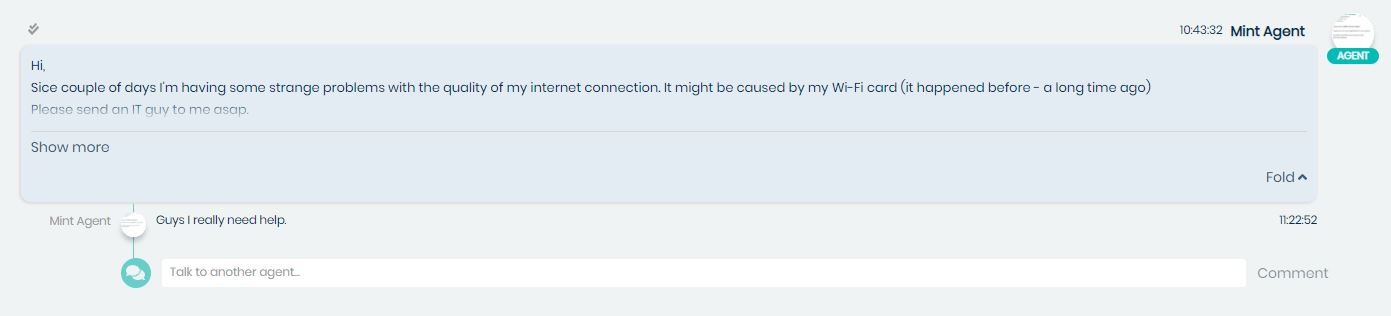 10:43:32 Mint Agent
AGENT
Hi,
Sice couple of days I'm having some strange problems with the quality of my internet connection. It might be caused by my Wi-Fi card (it happened before - a long time ago)
Please send an IT guy to me asap.
Show more
Fold
Mint Agent Guys I really need help. 11:22:52
Talk to another agent... Comment